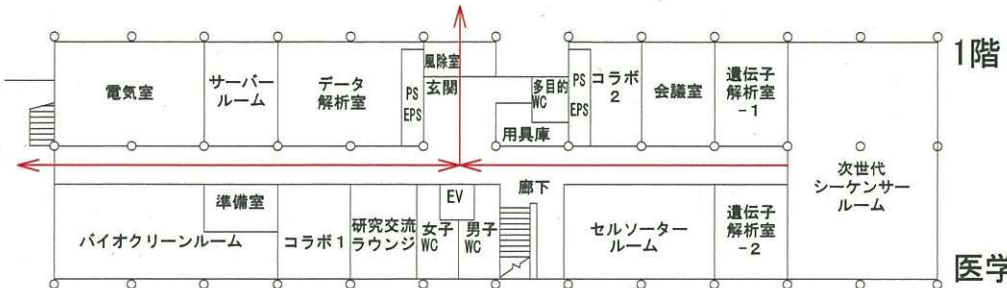 1階
風除室
電気室
サーバー
ルーム
データ
解析室
PS
EPS
玄関
多目的
WC
PS
EPS
コラボ
2
会議室
遺伝子
解析室
-1
用具庫
次世代
シーケンサー
ルーム
準備室
バイオクリーンルーム
コラボ1
研究交流
ラウンジ
EV
女子
WC
男子
WC
廊下
セルソーター
ルーム
遺伝子
解析室
-2
医学